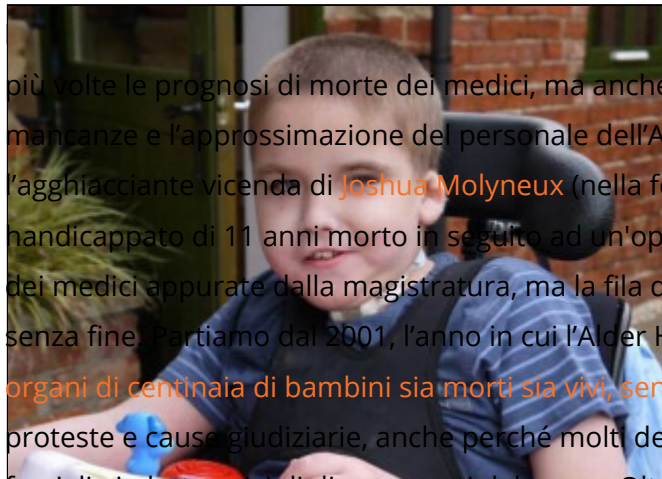 più volte le prognosi di morte dei medici, ma anche
mancanze e l'approssimazione del personale dell'A
l'agghiacciante vicenda di Joshua Molyneux (nella fo
handicappato di 11 anni morto in seguito ad un'op
dei medici appurate dalla magistratura, ma la fila d
senza fine. Partiamo dal 2001, l'anno in cui l'Alder H
organi di centinaia di bambini sia morti sia vivi, sen
proteste e cause giudiziarie, anche perché molti de